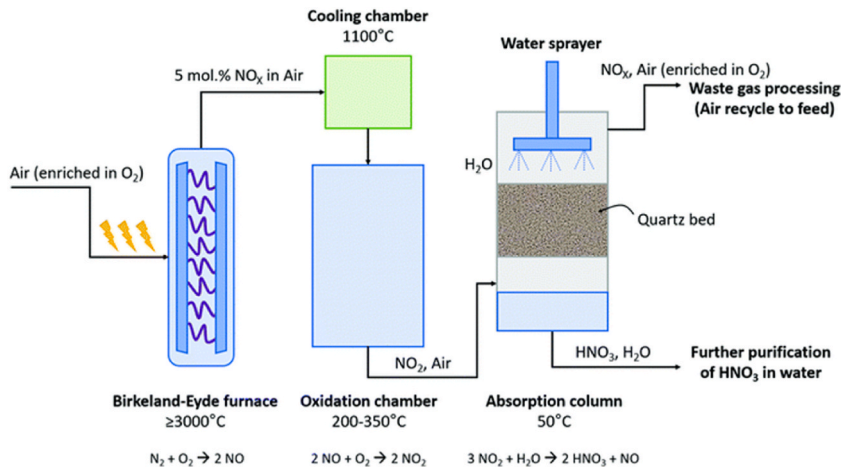 Cooling chamber
1100°C
Water sprayer
5 mol.% NOX in Air
NOX, Air (enriched in O2)
Waste gas processing
(Air recycle to feed)
Air (enriched in O2)
H2O
Quartz bed
NO2, Air
HNO3, H2O
Further purification
of HNO3 in water
Birkeland-Eyde furnace
≥3000°C
Oxidation chamber
200-350°C
Absorption column
50°C
N2 + O2 → 2 NO
2 NO + O2 → 2 NO2
3 NO2 + H2O → 2 HNO3 + NO